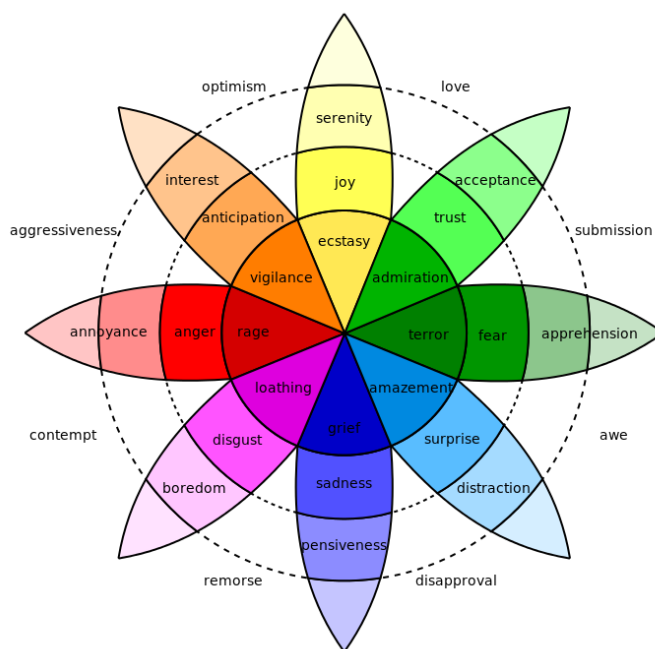 optimism
love
serenity
interest
acceptance
joy
anticipation
trust
aggressiveness
submission
ecstasy
vigilance
admiration
annoyance
anger
rage
terror
fear
apprehension
loathing
amazement
contempt
disgust
grief
surprise
awe
boredom
sadness
distraction
pensiveness
remorse
disapproval